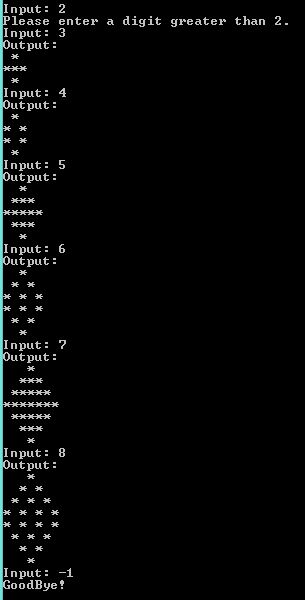 Input: 2
Please enter a digit greater than 2.
Input: 3
Output:
 *
***
 *
Input: 4
Output:
 *
* *
* *
 *
Input: 5
Output:
  *
 ***
*****
 ***
  *
Input: 6
Output:
  *
 * *
* * *
* * *
 * *
  *
Input: 7
Output:
   *
  ***
 *****
*******
 *****
  ***
   *
Input: 8
Output:
   *
  * *
 * * *
* * * *
* * * *
 * * *
  * *
   *
Input: -1
GoodBye!